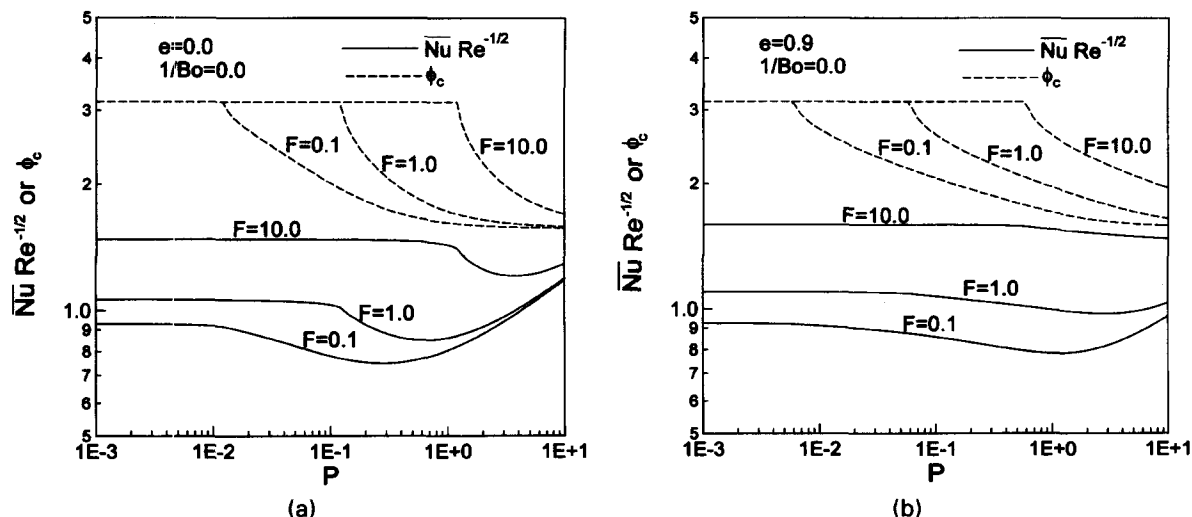 5
4
3
2
1.0
9
8
7
6
5
N̅u̅ Re^-1/2 or ϕc
e=0.0
1/Bo=0.0
N̅u̅ Re^-1/2
ϕc
F=0.1
F=1.0
F=10.0
F=10.0
F=1.0
F=0.1
1E-3 1E-2 1E-1 1E+0 1E+1
P
(a)
5
4
3
2
1.0
9
8
7
6
5
N̅u̅ Re^-1/2 or ϕc
e=0.9
1/Bo=0.0
N̅u̅ Re^-1/2
ϕc
F=0.1
F=1.0
F=10.0
F=10.0
F=1.0
F=0.1
1E-3 1E-2 1E-1 1E+0 1E+1
P
(b)